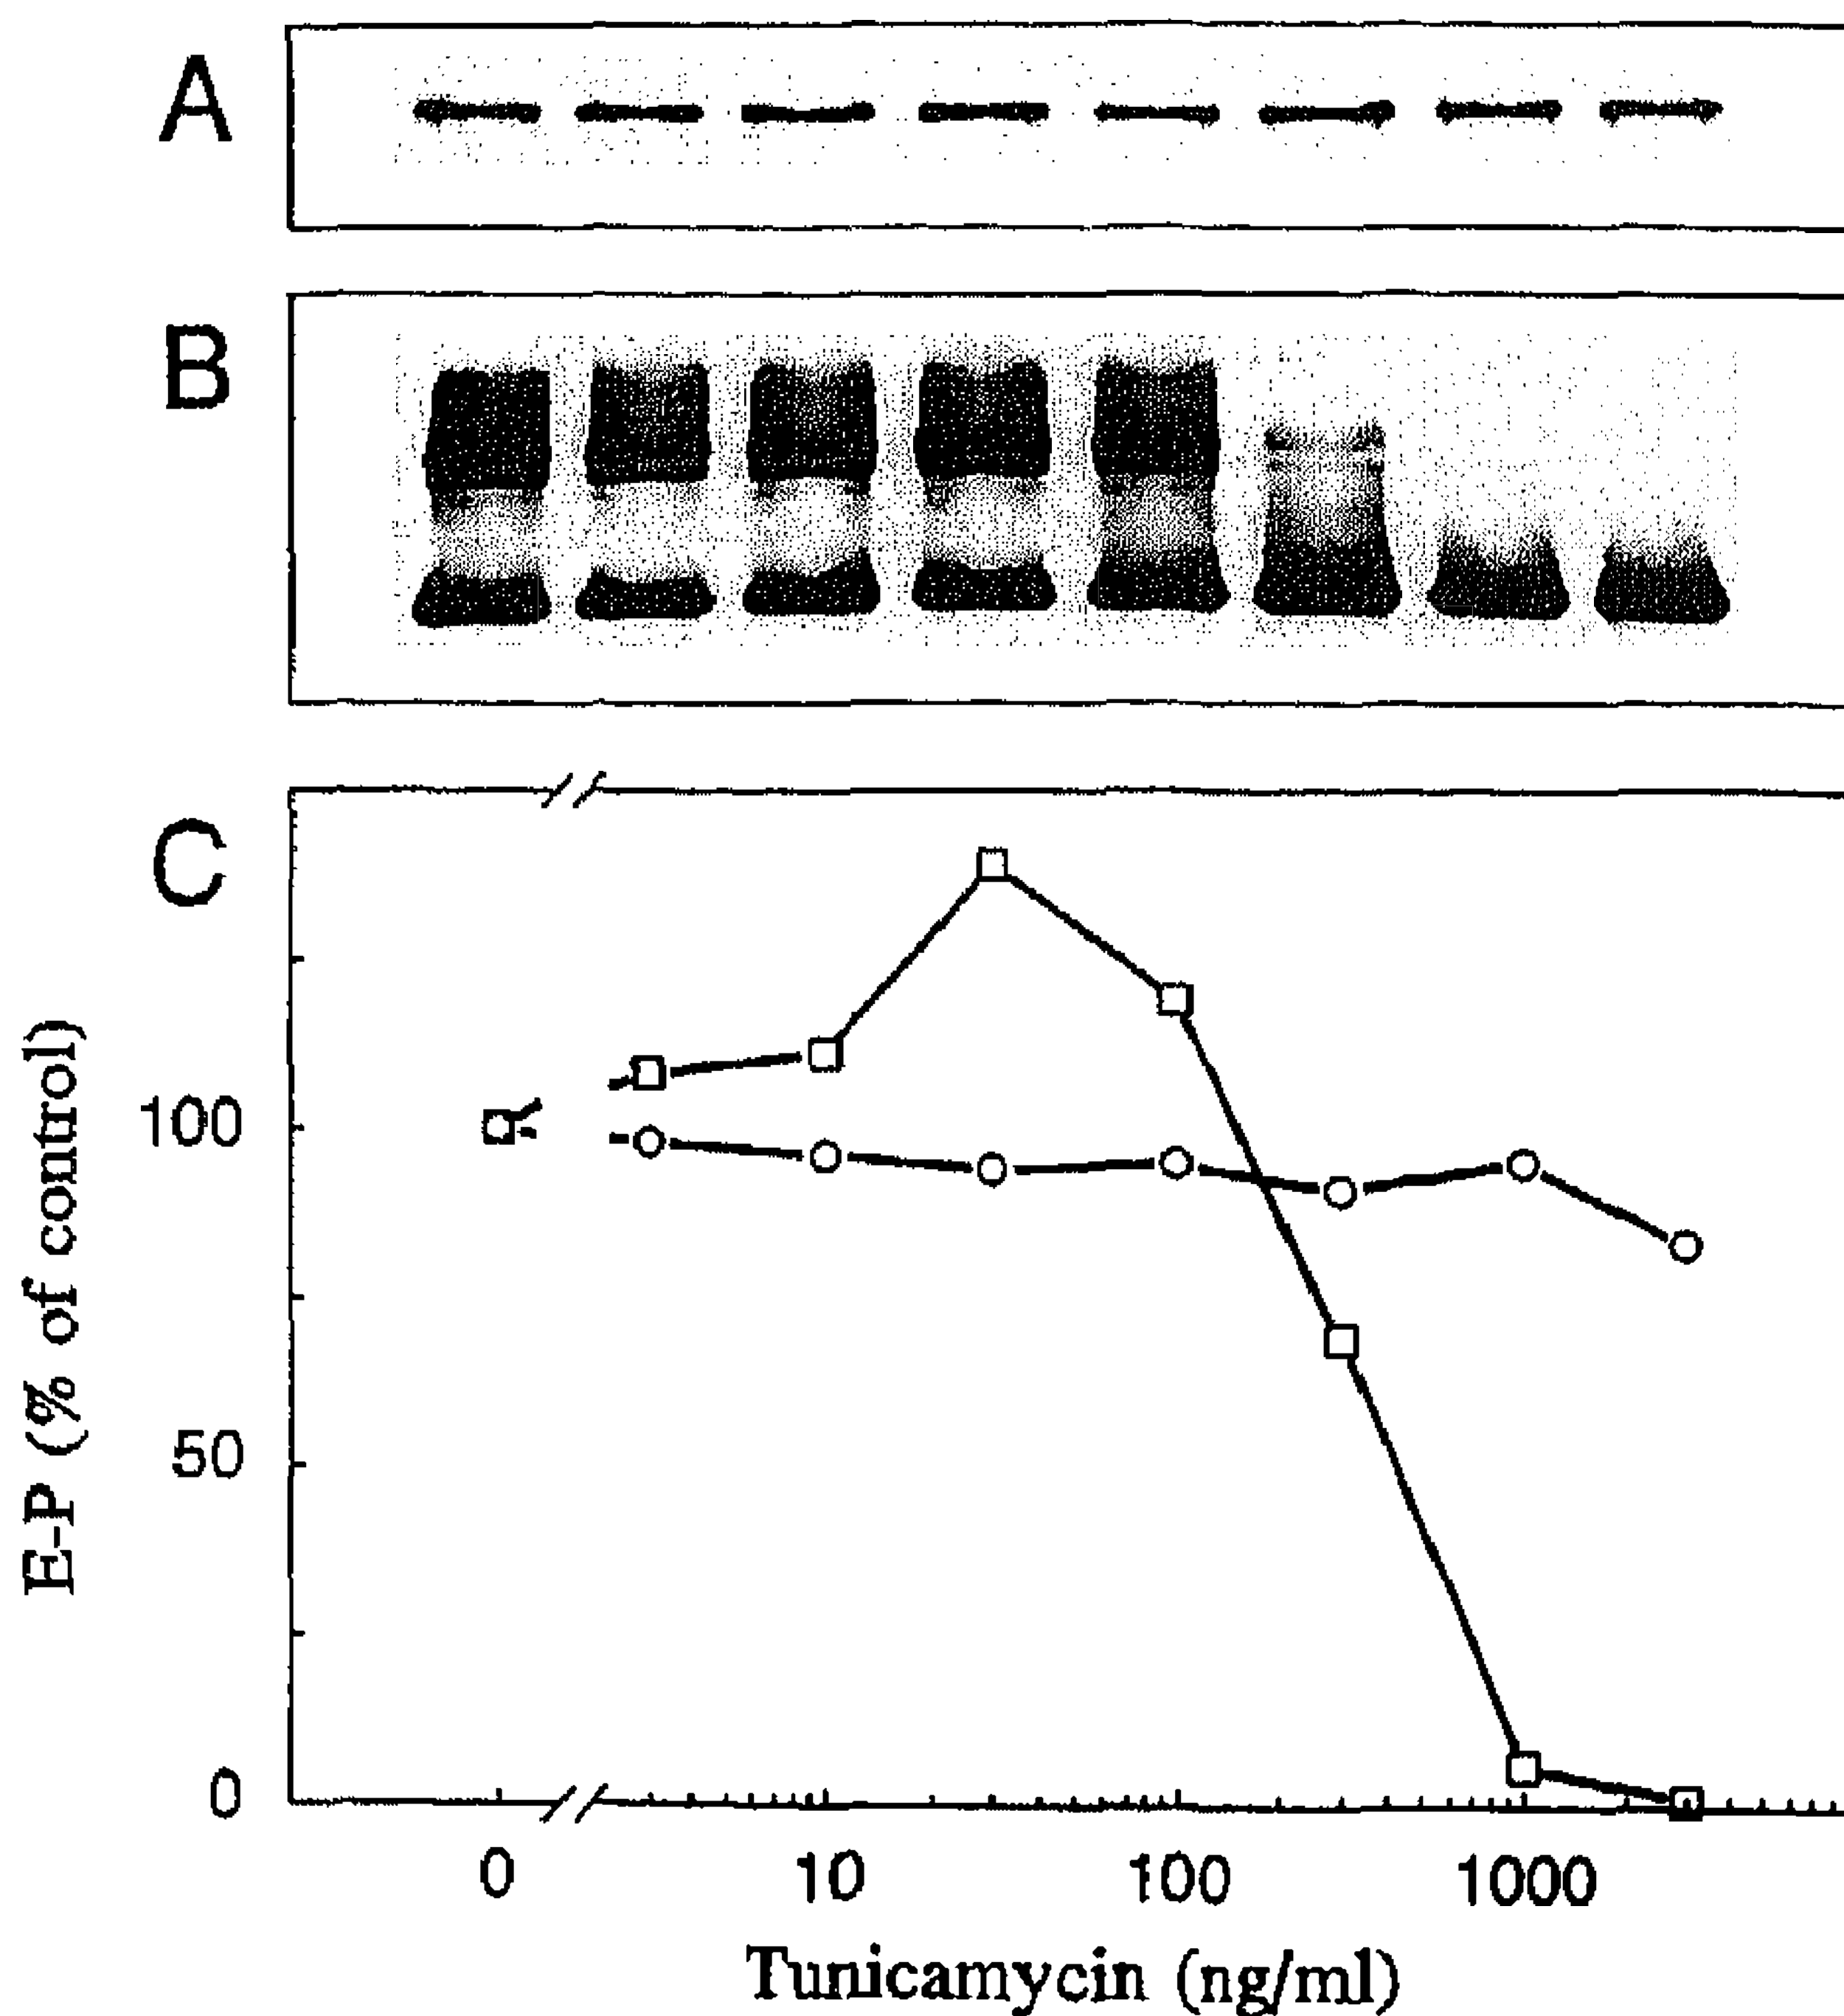 A
B
C
E-P (% of control)
100
50
0
0 10 100 1000
Tunicamycin (ng/ml)